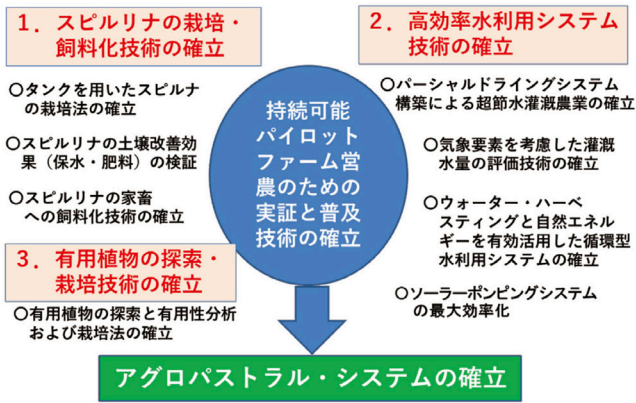 1．スピルリナの栽培・
飼料化技術の確立
○タンクを用いたスピルナ
の栽培法の確立
○スピルリナの土壌改善効
果（保水・肥料）の検証
○スピルリナの家畜
への飼料化技術の確立
3．有用植物の探索・
栽培技術の確立
○有用植物の探索と有用性分析
および栽培法の確立
持続可能
パイロット
ファーム営
農のための
実証と普及
技術の確立
2．高効率水利用システム
技術の確立
○パーシャルドライングシステム
構築による超節水灌漑農業の確立
○気象要素を考慮した灌漑
水量の評価技術の確立
○ウォーター・ハーベ
スティングと自然エネル
ギーを有効活用した循環型
水利用システムの確立
○ソーラーポンピングシステム
の最大効率化
アグロパストラル・システムの確立